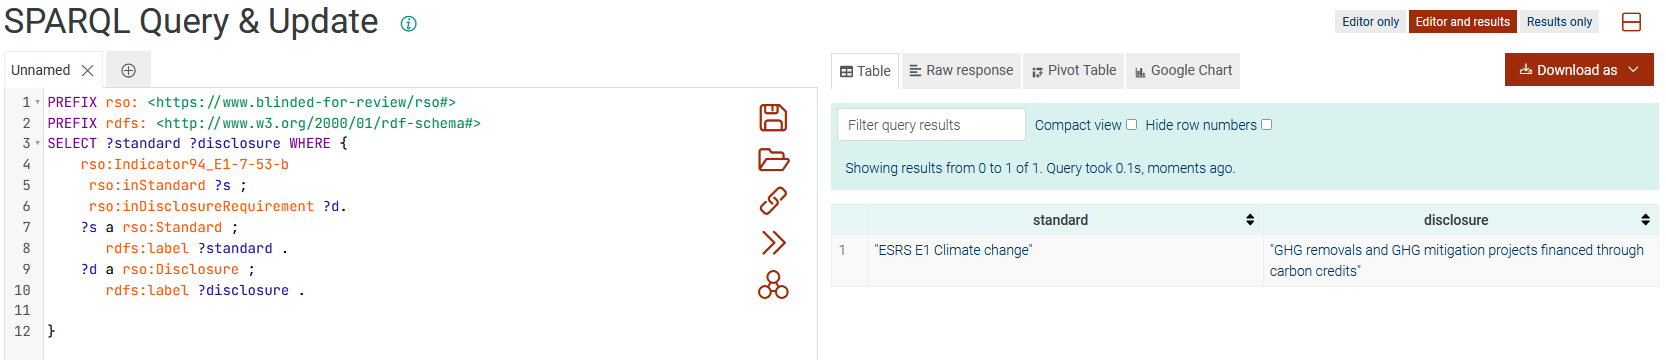 SPARQL Query & Update
Editor only
Editor and results
Results only
Unnamed
1 PREFIX rso: <https://www.blinded-for-review/rso#>
2 PREFIX rdfs: <http://www.w3.org/2000/01/rdf-schema#>
3 SELECT ?standard ?disclosure WHERE {
4 rso:Indicator94_E1-7-53-b
5 rso:inStandard ?s ;
6 rso:inDisclosureRequirement ?d.
7 ?s a rso:Standard ;
8 rdfs:label ?standard .
9 ?d a rso:Disclosure ;
10 rdfs:label ?disclosure .
11
12 }
Table
Raw response
Pivot Table
Google Chart
Download as
Filter query results
Compact view
Hide row numbers
Showing results from 0 to 1 of 1. Query took 0.1s, moments ago.
standard
disclosure
1
"ESRS E1 Climate change"
"GHG removals and GHG mitigation projects financed through
carbon credits"